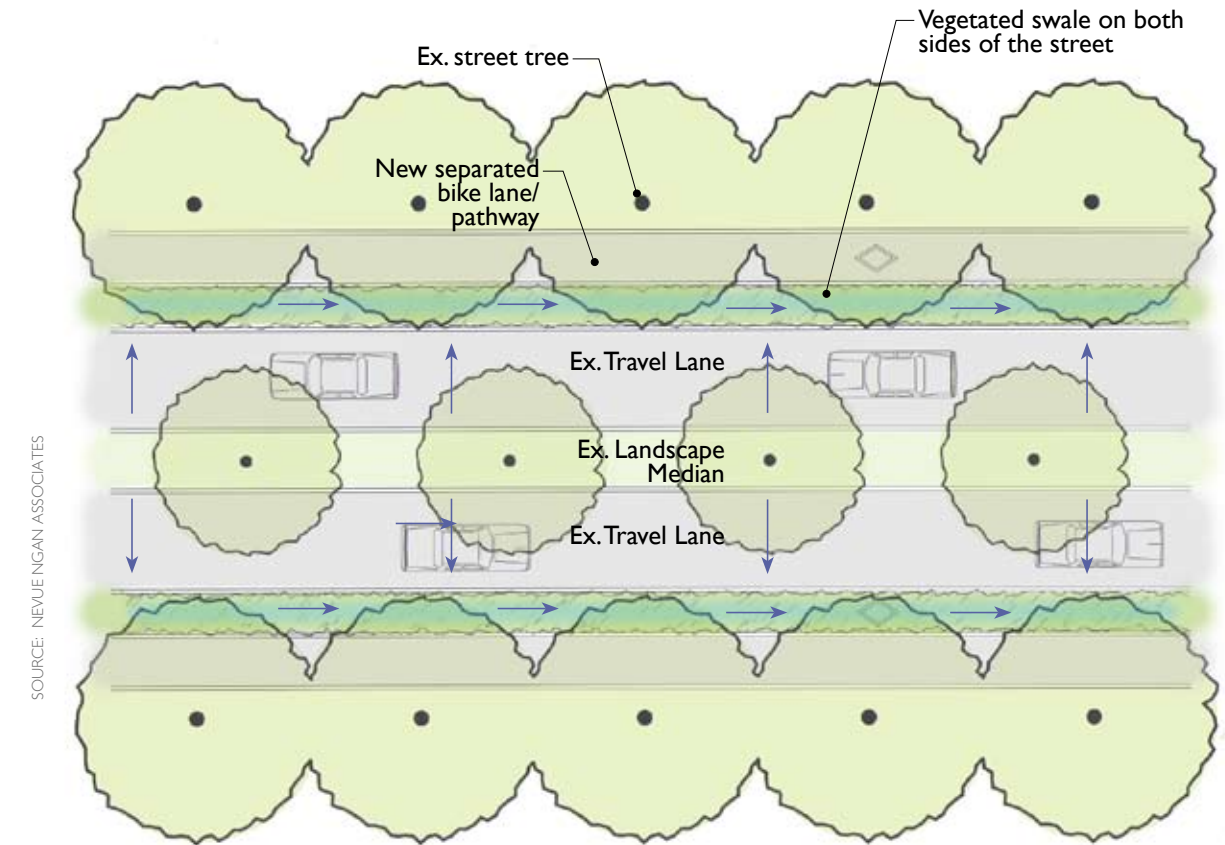 Vegetated swale on both
sides of the street
Ex. street tree
New separated
bike lane/
pathway
Ex. Travel Lane
Ex. Landscape
Median
Ex. Travel Lane
SOURCE: NEVUE NGAN ASSOCIATES